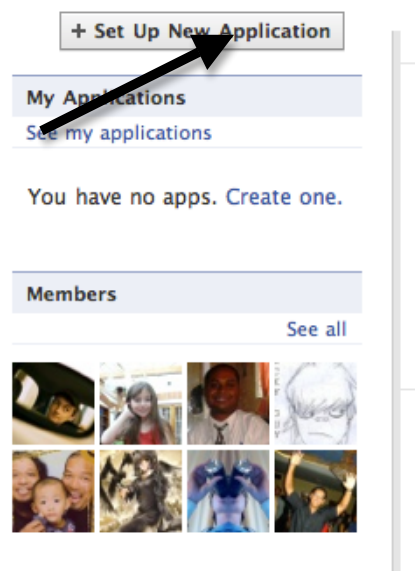 + Set Up New Application
My Applications
See my applications
You have no apps. Create one.
Members
See all